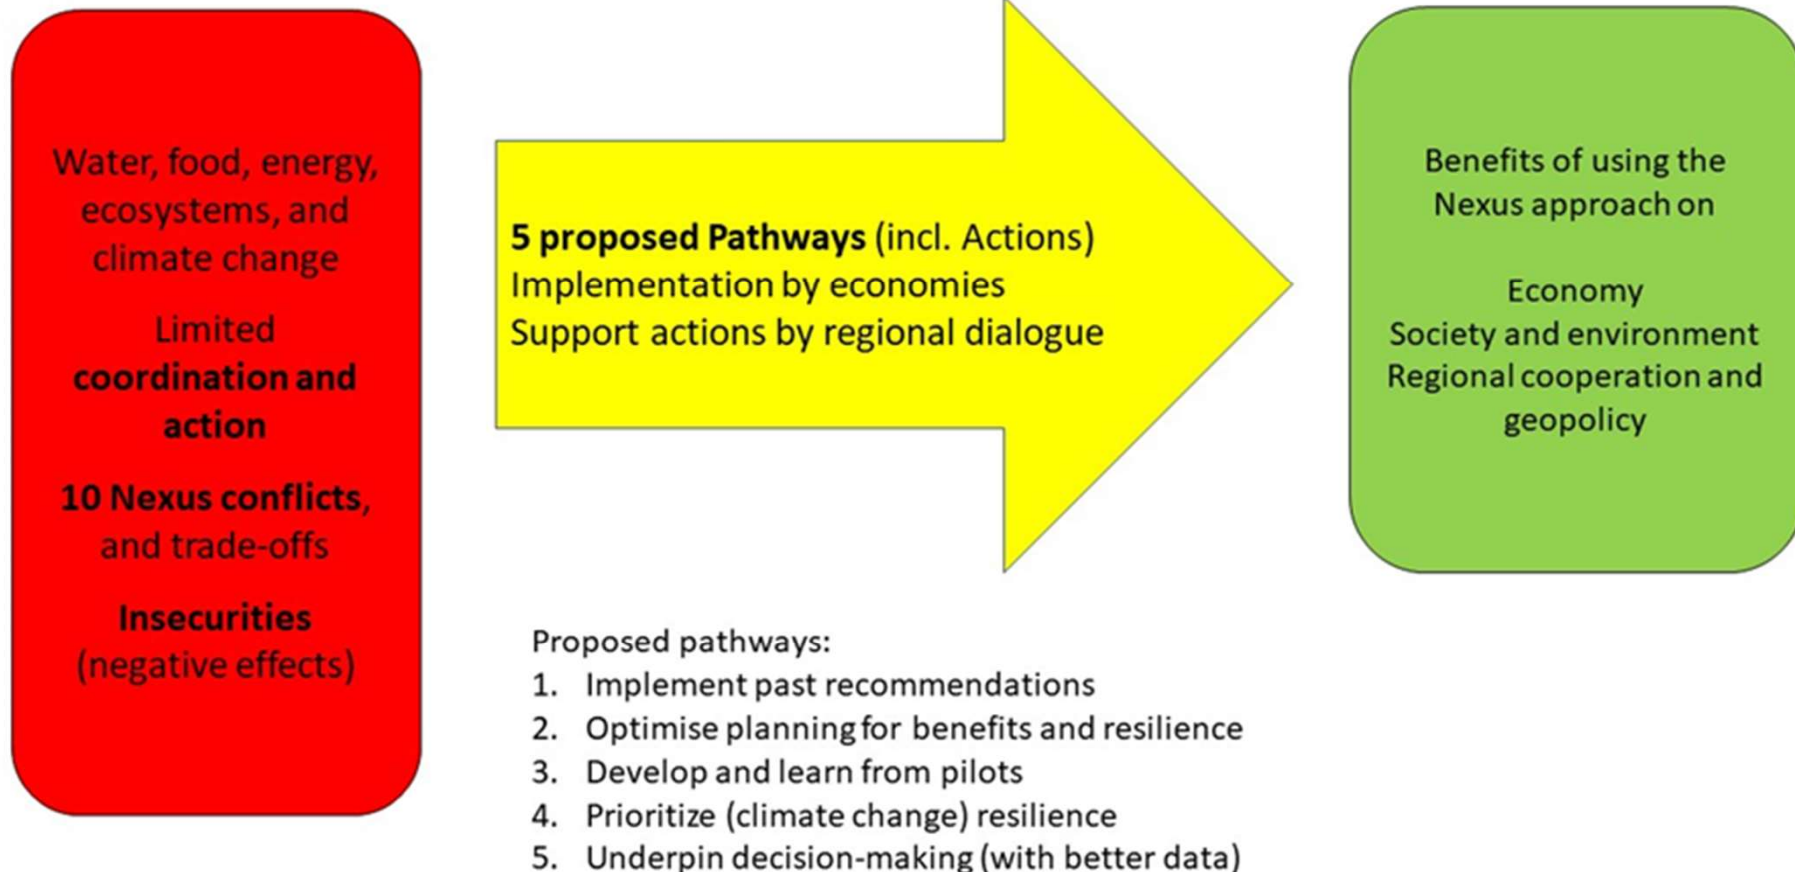 Water, food, energy,
ecosystems, and
climate change
Limited
coordination and
action
10 Nexus conflicts,
and trade-offs
Insecurities
(negative effects)
5 proposed Pathways (incl. Actions)
Implementation by economies
Support actions by regional dialogue
Benefits of using the
Nexus approach on
Economy
Society and environment
Regional cooperation and
geopolicy
Proposed pathways:
1. Implement past recommendations
2. Optimise planning for benefits and resilience
3. Develop and learn from pilots
4. Prioritize (climate change) resilience
5. Underpin decision-making (with better data)